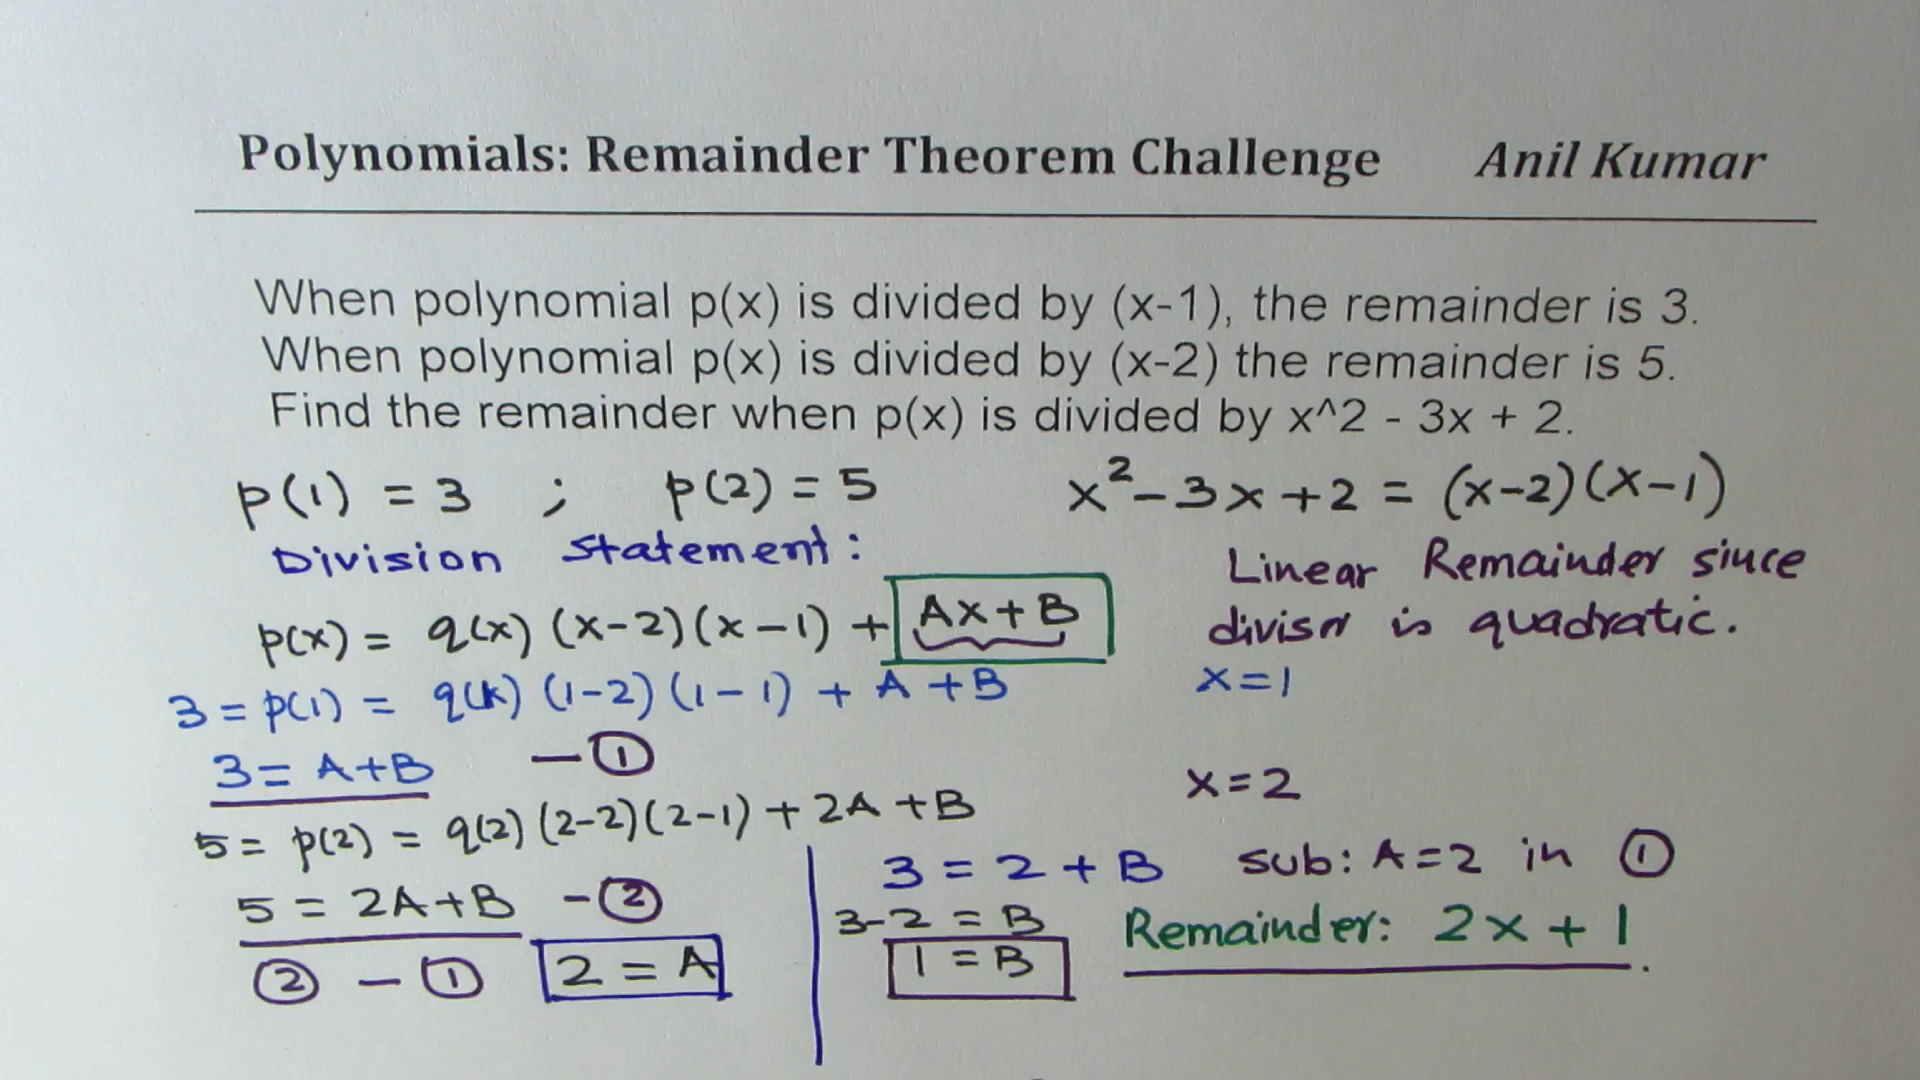 Polynomials: Remainder Theorem Challenge Anil Kumar
When polynomial p(x) is divided by (x-1), the remainder is 3.
When polynomial p(x) is divided by (x-2) the remainder is 5.
Find the remainder when p(x) is divided by x^2 - 3x + 2.
p(1) = 3 ; p(2) = 5 x² - 3x + 2 = (x-2)(x-1)
Division Statement:
Linear Remainder since
p(x) = q(x) (x-2)(x-1) + Ax+B
divisr is quadratic.
3 = p(1) = q(1) (1-2) (1-1) + A + B x=1
3 = A+B - ①
x=2
5 = p(2) = q(2) (2-2)(2-1) + 2A + B
3 = 2 + B sub: A=2 in ①
5 = 2A+B - ②
3-2 = B
Remainder: 2x + 1.
② - ① 2 = A
1 = B